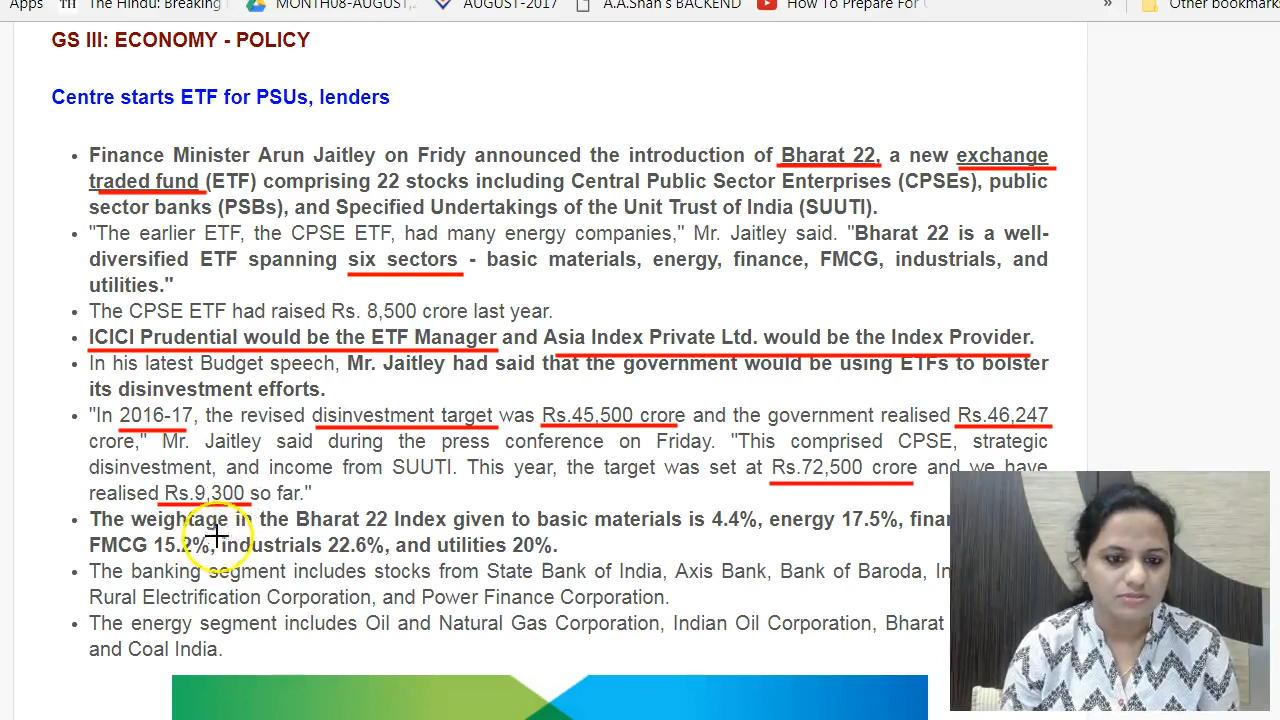 Apps TH The Hindu: Breaking MONTH08-AUGUST, AUGUST-2017 A.A.Shah's BACKEND How To Prepare For » Other bookmarks
GS III: ECONOMY - POLICY
Centre starts ETF for PSUs, lenders
• Finance Minister Arun Jaitley on Fridy announced the introduction of Bharat 22, a new exchange
traded fund (ETF) comprising 22 stocks including Central Public Sector Enterprises (CPSEs), public
sector banks (PSBs), and Specified Undertakings of the Unit Trust of India (SUUTI).
• "The earlier ETF, the CPSE ETF, had many energy companies," Mr. Jaitley said. "Bharat 22 is a well-
diversified ETF spanning six sectors - basic materials, energy, finance, FMCG, industrials, and
utilities."
• The CPSE ETF had raised Rs. 8,500 crore last year.
• ICICI Prudential would be the ETF Manager and Asia Index Private Ltd. would be the Index Provider.
• In his latest Budget speech, Mr. Jaitley had said that the government would be using ETFs to bolster
its disinvestment efforts.
• "In 2016-17, the revised disinvestment target was Rs.45,500 crore and the government realised Rs.46,247
crore," Mr. Jaitley said during the press conference on Friday. "This comprised CPSE, strategic
disinvestment, and income from SUUTI. This year, the target was set at Rs.72,500 crore and we have
realised Rs.9,300 so far."
• The weightage in the Bharat 22 Index given to basic materials is 4.4%, energy 17.5%,
FMCG 15.2%, industrials 22.6%, and utilities 20%.
• The banking segment includes stocks from State Bank of India, Axis Bank, Bank of Baroda,
Rural Electrification Corporation, and Power Finance Corporation.
• The energy segment includes Oil and Natural Gas Corporation, Indian Oil Corporation, Bharat
and Coal India.